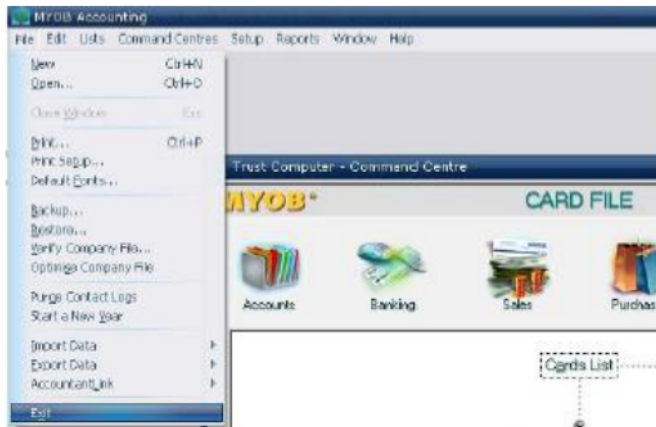 MYOB Accounting
File Edit Lists Command Centres Setup Reports Window Help
New Ctrl+N
Open... Ctrl+O
Close Window Esc
Print... Ctrl+P
Print Setup...
Default Fonts...
Backup...
Restore...
Verify Company File...
Optimise Company File
Purge Contact Logs
Start a New Year
Import Data
Export Data
AccountantLink
Exit
Trust Computer - Command Centre
MYOB
CARD FILE
Accounts Banking Sales Purchas
Cards List